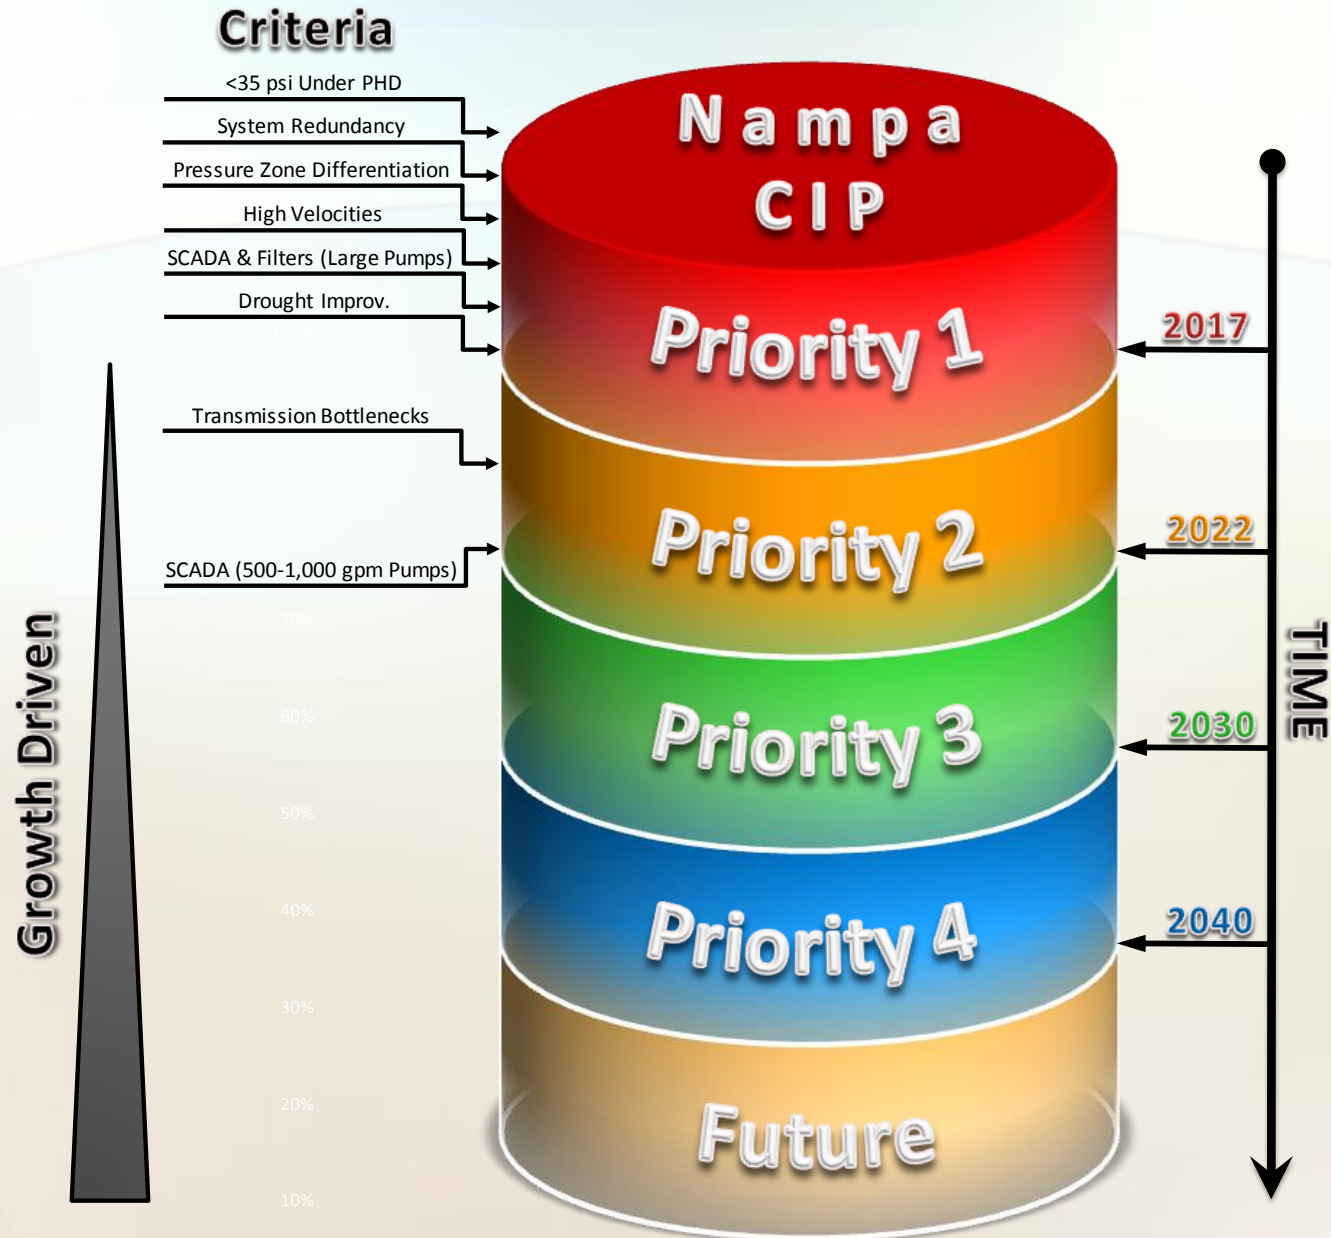 Criteria
<35 psi Under PHD
System Redundancy
Pressure Zone Differentiation
High Velocities
SCADA & Filters (Large Pumps)
Drought Improv.
Transmission Bottlenecks
SCADA (500-1,000 gpm Pumps)
Growth Driven
100%
80%
70%
60%
50%
40%
30%
20%
10%
Nampa
CIP
Priority 1
Priority 2
Priority 3
Priority 4
Future
2017
2022
2030
2040
TIME